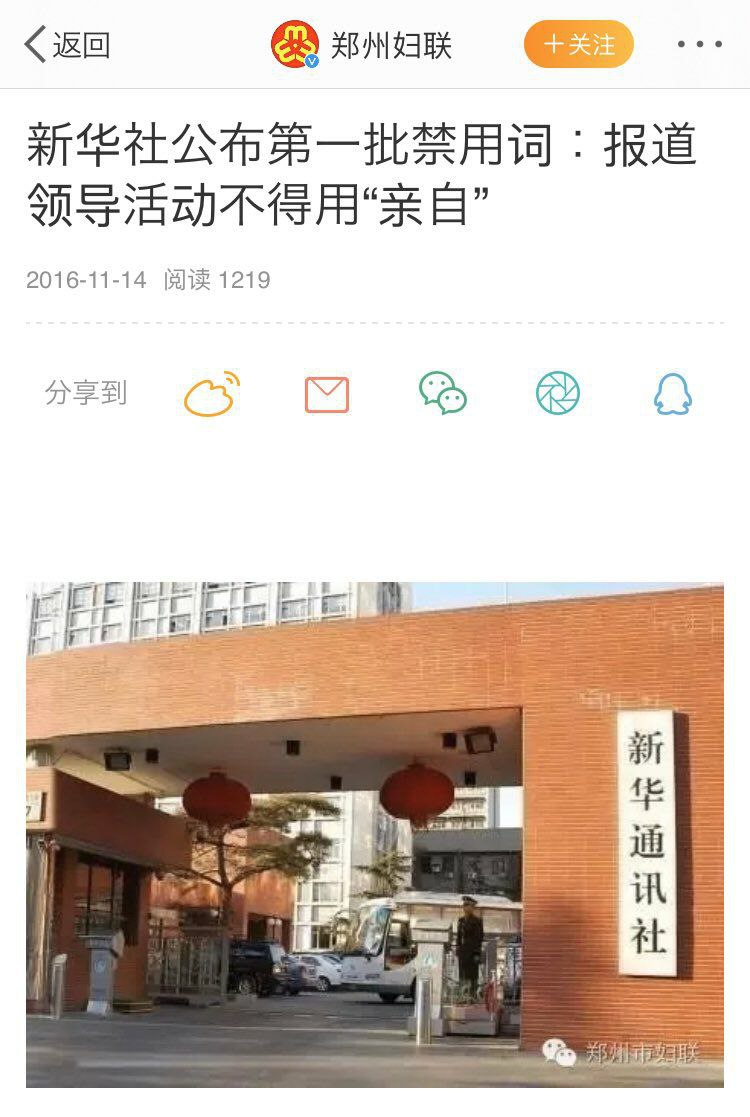 返回
郑州妇联
+关注
新华社公布第一批禁用词：报道
领导活动不得用“亲自”
2016-11-14 阅读 1219
分享到
新华通讯社
郑州市妇联